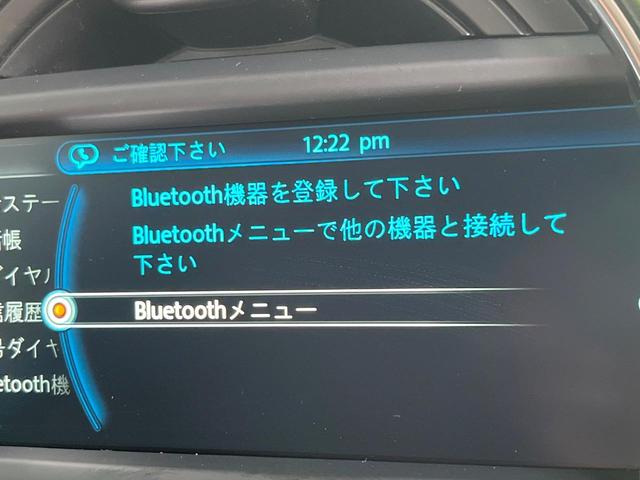 ご確認下さい 12:22 pm
Bluetooth機器を登録して下さい
Bluetoothメニューで他の機器と接続して
下さい
ステー
帳
イヤル
履歴
Bluetoothメニュー
ダイヤ
etooth機